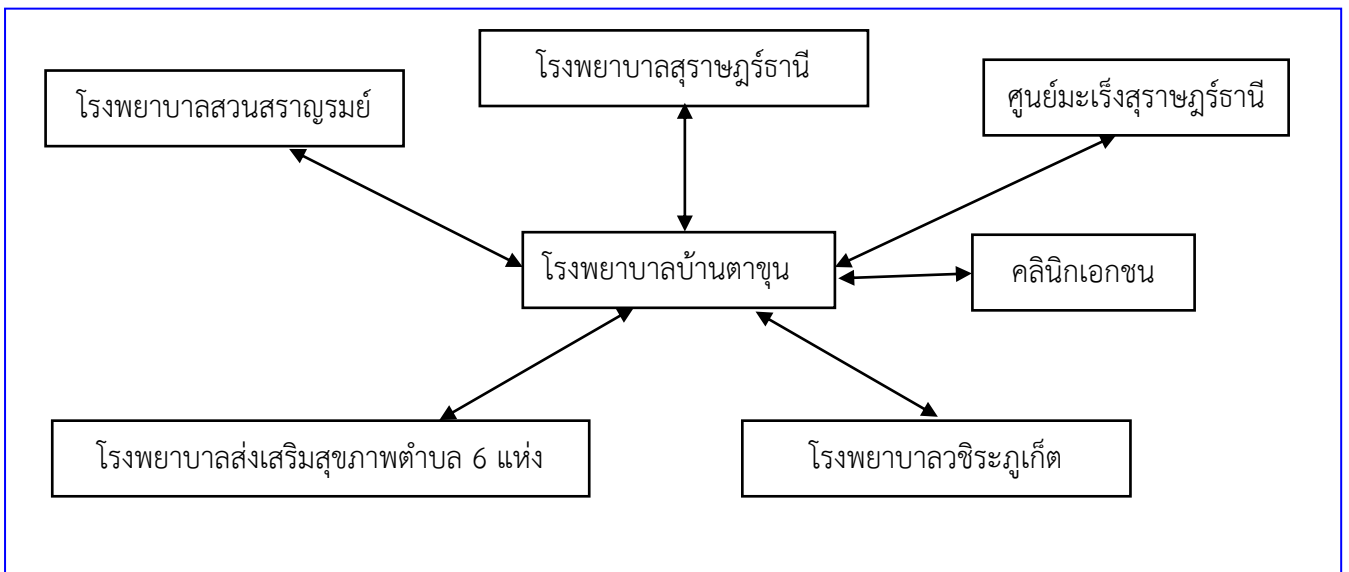 โรงพยาบาลสุราษฎร์ธานี
โรงพยาบาลสวนสราญรมย์
ศูนย์มะเร็งสุราษฎร์ธานี
โรงพยาบาลบ้านตาขุน
คลินิกเอกชน
โรงพยาบาลส่งเสริมสุขภาพตำบล 6 แห่ง
โรงพยาบาลวชิระภูเก็ต